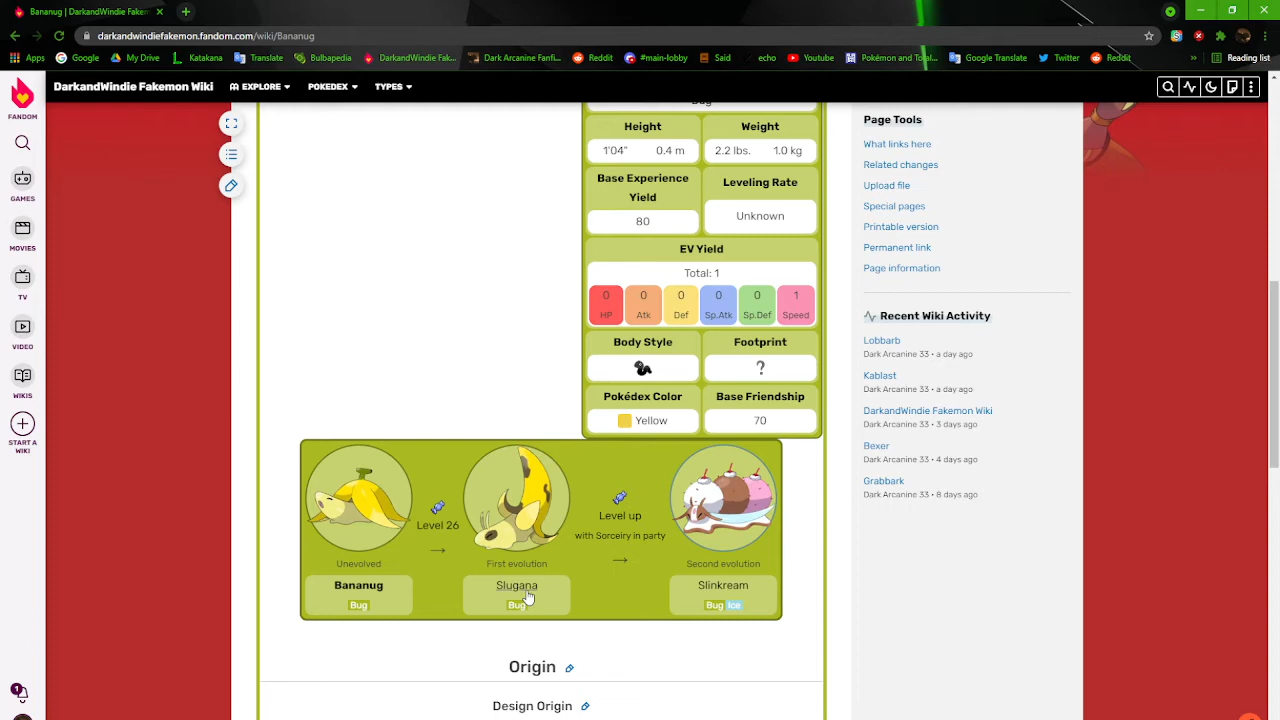 Bananug | DarkandWindie Fakem
darkandwindiefakemon.fandom.com/wiki/Bananug
Apps Google My Drive Katakana Translate Bulbapedia DarkandWindie Fak... Dark Arcanine Fanfi... Reddit #main-lobby Said echo Youtube Pokémon and Total... Google Translate Twitter Reddit Reading list
DarkandWindie Fakemon Wiki EXPLORE POKEDEX TYPES
FANDOM
GAMES
MOVIES
TV
VIDEO
WIKIS
START A
WIKI
1
Bug
Height Weight
1'04" 0.4 m 2.2 lbs. 1.0 kg
Base Experience
Yield
Leveling Rate
80
Unknown
EV Yield
Total: 1
0 0 0 0 0 1
HP Atk Def Sp.Atk Sp.Def Speed
Body Style Footprint
?
Pokédex Color Base Friendship
Yellow 70
Level 26
Level up
with Sorceiry in party
→ →
Unevolved First evolution Second evolution
Bananug Slugana Slinkream
Bug Bug Bug Ice
Origin
Design Origin
Page Tools
What links here
Related changes
Upload file
Special pages
Printable version
Permanent link
Page information
Recent Wiki Activity
Lobbarb
Dark Arcanine 33 • a day ago
Kablast
Dark Arcanine 33 • a day ago
DarkandWindie Fakemon Wiki
Dark Arcanine 33 • 3 days ago
Bexer
Dark Arcanine 33 • 4 days ago
Grabbark
Dark Arcanine 33 • 8 days ago